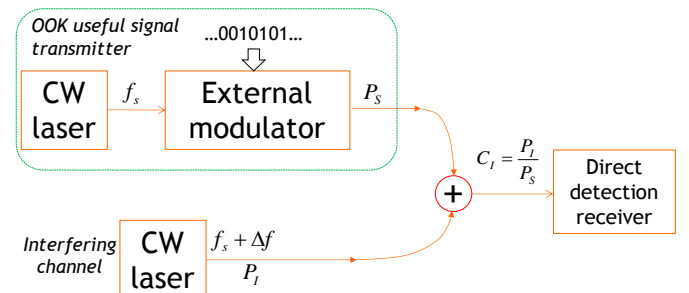 OOK useful signal
transmitter
...0010101...
CW
laser
f_s
External
modulator
P_S
C_I = P_I / P_S
Direct
detection
receiver
+
Interfering
channel
CW
laser
f_s + Δf
P_I